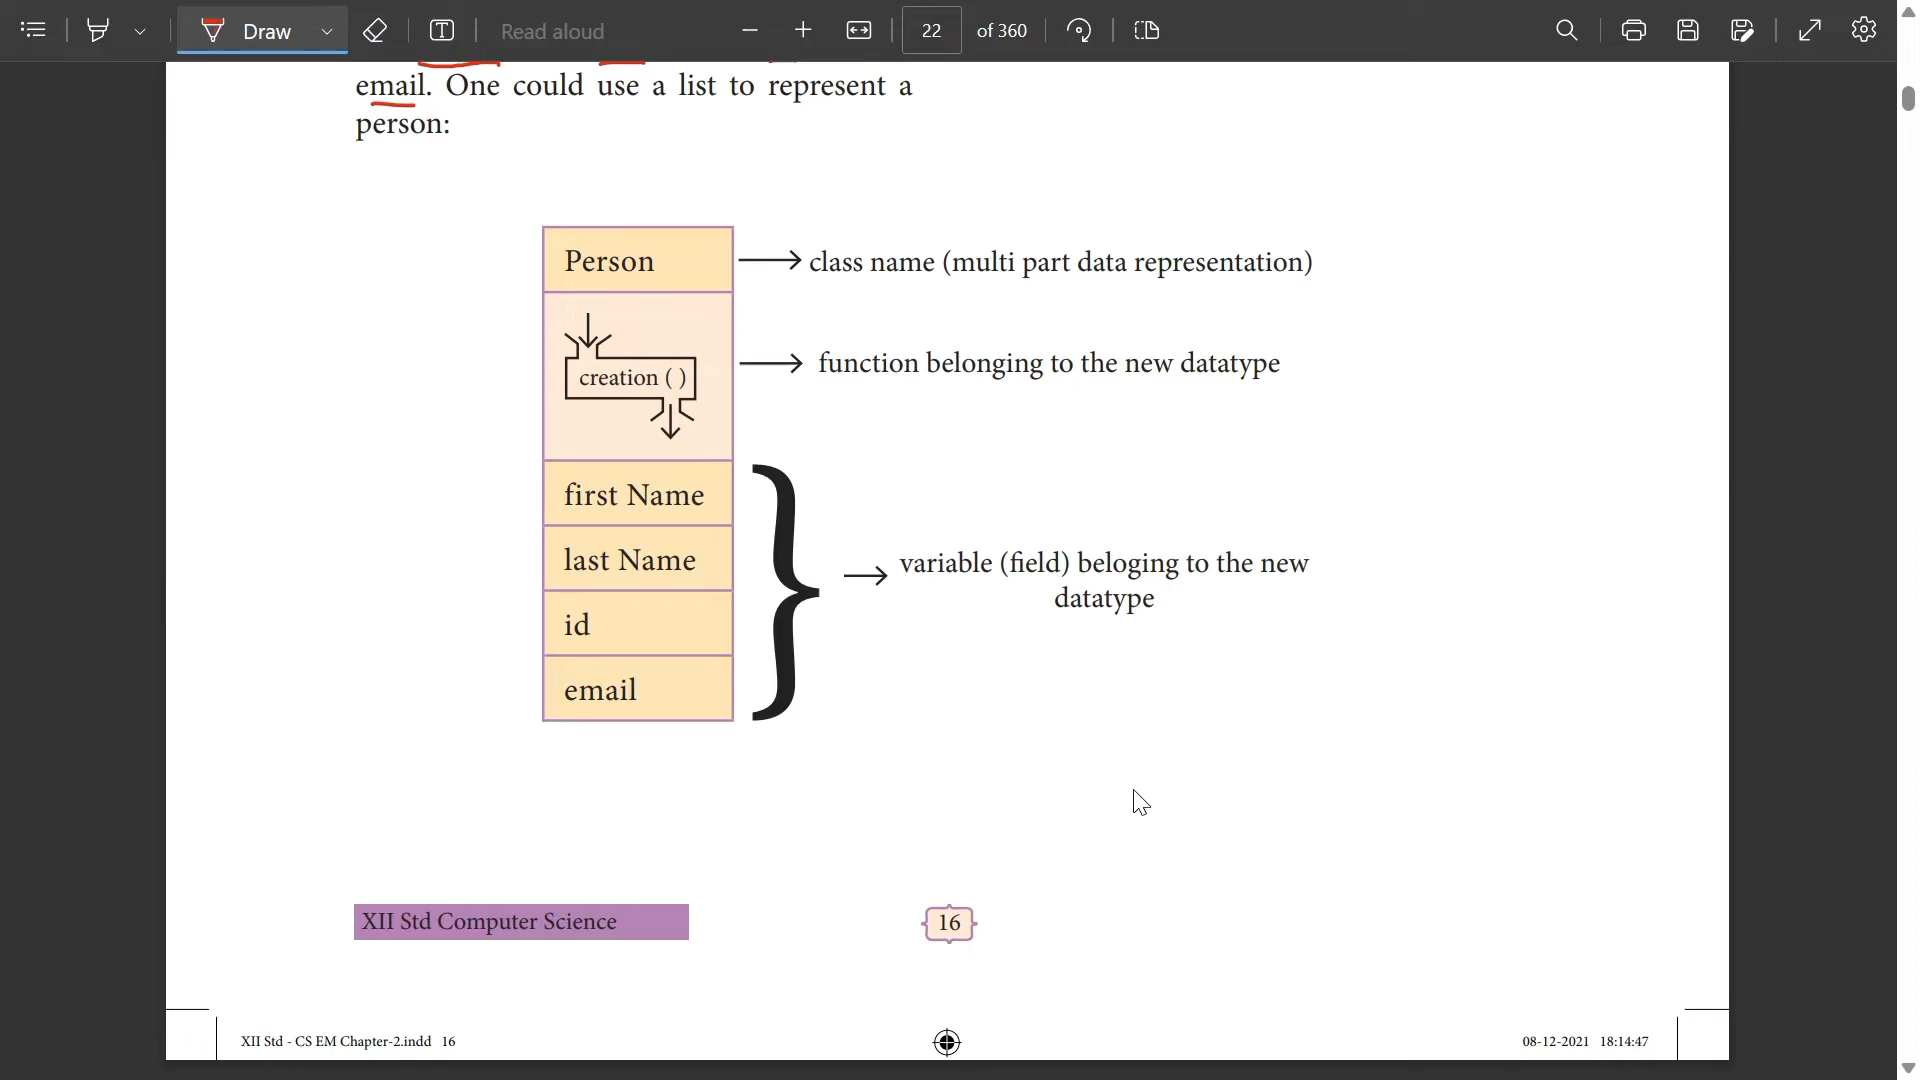 Draw
Read aloud
22 of 360
email. One could use a list to represent a
person:
Person
class name (multi part data representation)
creation ( )
function belonging to the new datatype
first Name
last Name
id
email
variable (field) beloging to the new
datatype
XII Std Computer Science
16
XII Std - CS EM Chapter-2.indd 16
08-12-2021 18:14:47